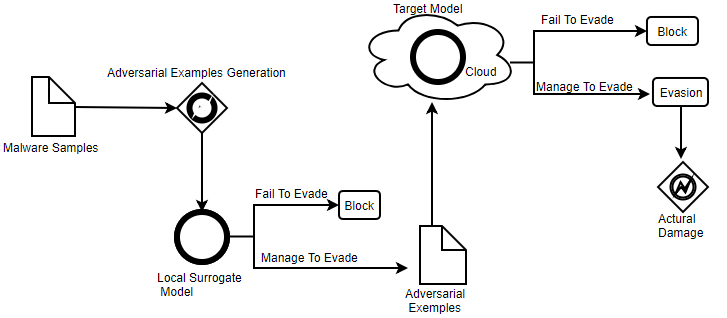 Target Model
Fail To Evade
Block
Cloud
Adversarial Examples Generation
Manage To Evade
Evasion
Malware Samples
Fail To Evade
Block
Actural
Damage
Manage To Evade
Local Surrogate
Model
Adversarial
Exemples